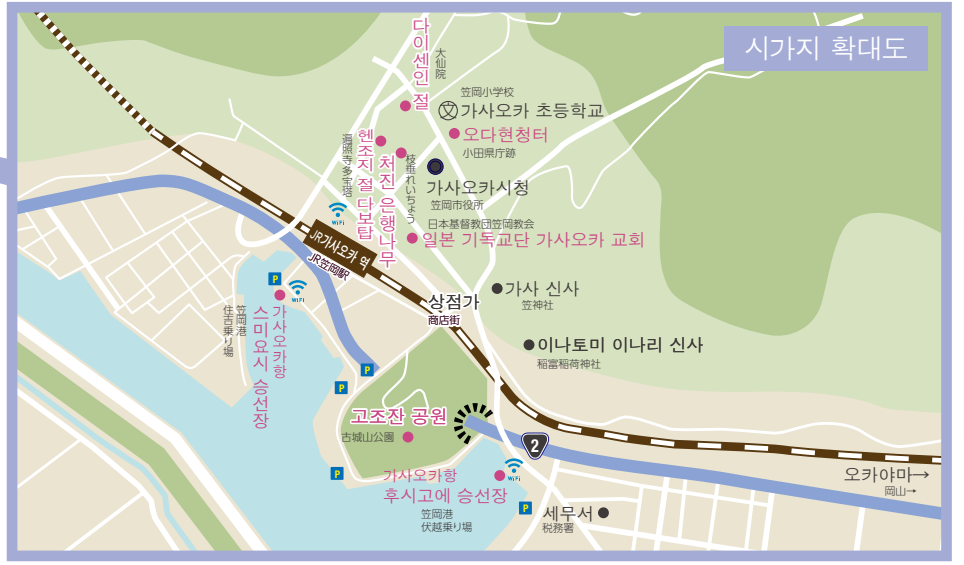 시가지 확대도
다이센인 절
大仙院
笠岡小学校
文 가사오카 초등학교
오다현청터
小田県庁跡
헨조지 절 다보탑
遍照寺多宝塔
처진 은행나무
枝垂れいちょう
가사오카시청
笠岡市役所
日本基督教団笠岡教会
일본 기독교단 가사오카 교회
WiFi
JR가사오카 역
JR笠岡駅
가사 신사
笠神社
P
WiFi
상점가
商店街
가사오카항
스미요시 승선장
笠岡港
住吉乗り場
이나토미 이나리 신사
稲富稲荷神社
P
P
고조잔 공원
古城山公園
2
P
가사오카항
후시고에 승선장
笠岡港
伏越乗り場
WiFi
P
세무서
税務署
오카야마→
岡山→